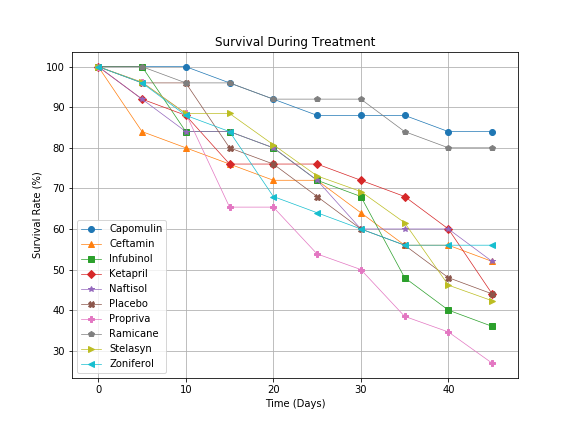 Survival During Treatment
Survival Rate (%)
100
90
80
70
60
50
40
30
Capomulin
Ceftamin
Infubinol
Ketapril
Naftisol
Placebo
Propriva
Ramicane
Stelasyn
Zoniferol
0
10
20
30
40
Time (Days)